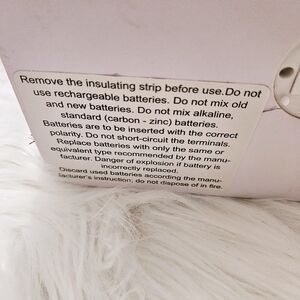 Remove the insulating strip before use.Do not
use rechargeable batteries. Do not mix old
and new batteries. Do not mix alkaline,
standard (carbon - zinc) batteries.
Batteries are to be inserted with the correct
polarity. Do not short-circuit the terminals.
Replace batteries with only the same or
equivalent type recommended by the manu-
facturer. Danger of explosion if battery is
incorrectly replaced.
Discard used batteries according the manu-
facturer's instruction, do not dispose of in fire.